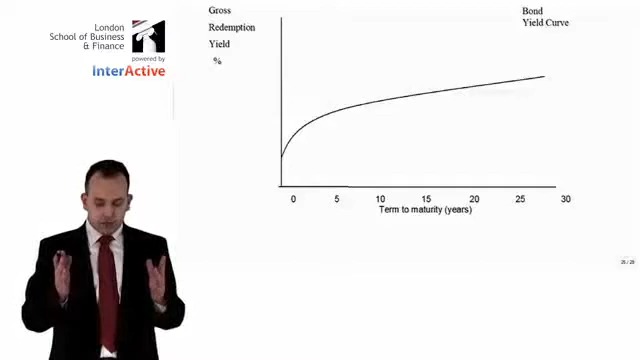 London
School of Business
& Finance
powered by
InterActive
Gross
Redemption
Yield
%
Bond
Yield Curve
0 5 10 15 20 25 30
Term to maturity (years)